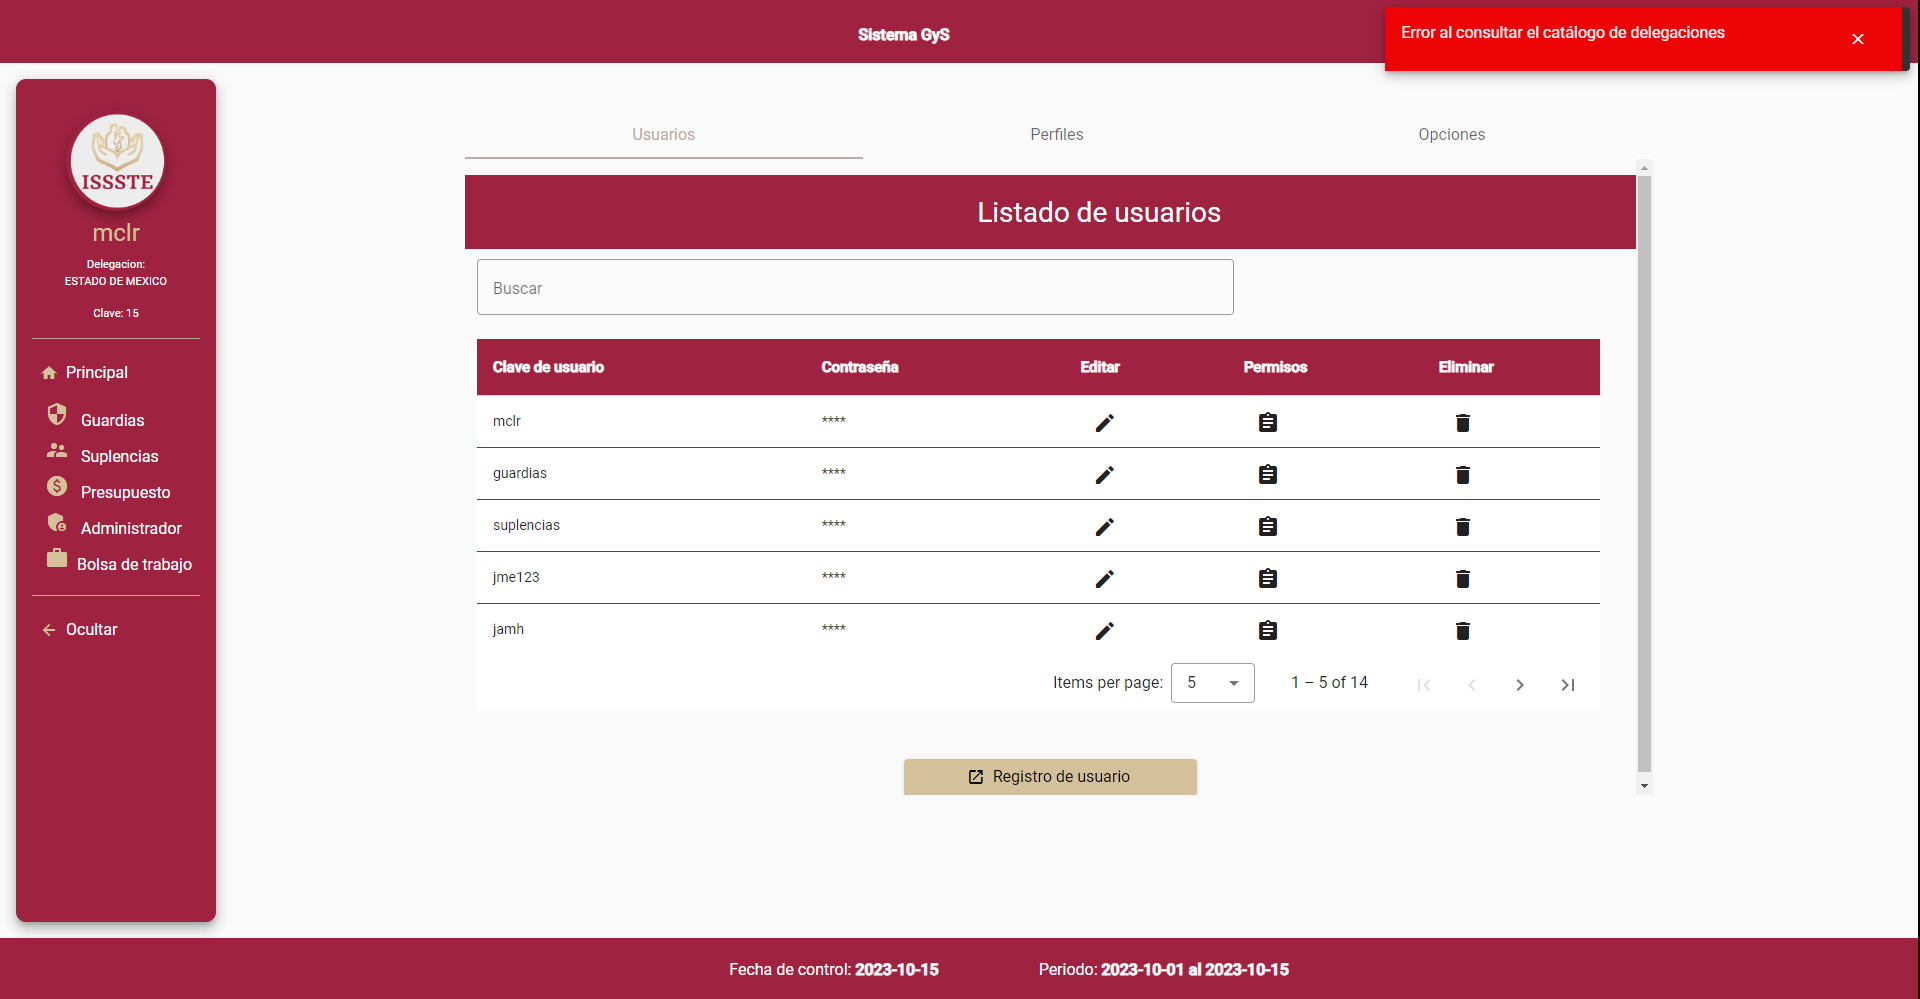 Sistema GyS
Error al consultar el catálogo de delegaciones
ISSSTE
mclr
Delegacion:
ESTADO DE MEXICO
Clave: 15
Principal
Guardias
Suplencias
Presupuesto
Administrador
Bolsa de trabajo
Ocultar
Usuarios Perfiles Opciones
Listado de usuarios
Buscar
Clave de usuario Contraseña Editar Permisos Eliminar
mclr ****
guardias ****
suplencias ****
jme123 ****
jamh ****
Items per page: 5 1 – 5 of 14
Registro de usuario
Fecha de control: 2023-10-15 Periodo: 2023-10-01 al 2023-10-15